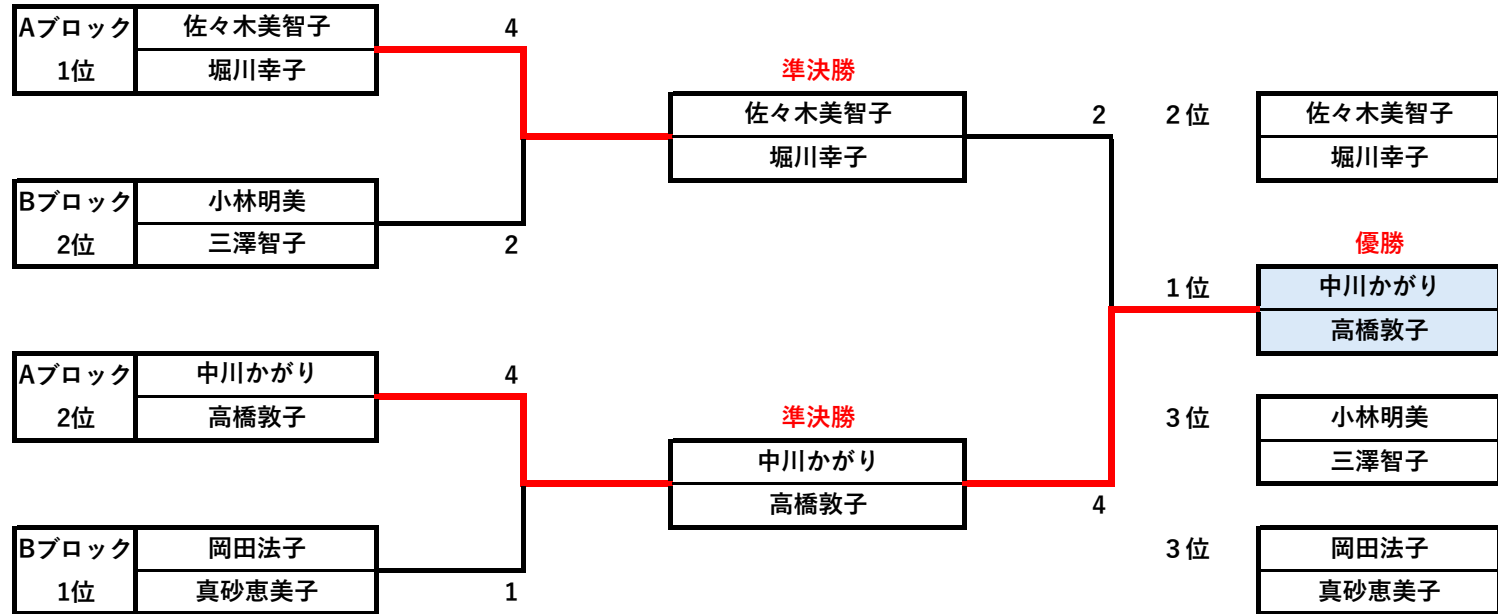 Aブロック
1位
佐々木美智子
堀川幸子
4
Bブロック
2位
小林明美
三澤智子
2
Aブロック
2位
中川かがり
高橋敦子
4
Bブロック
1位
岡田法子
真砂恵美子
1
準決勝
佐々木美智子
堀川幸子
2
準決勝
中川かがり
高橋敦子
4
２位
佐々木美智子
堀川幸子
優勝
１位
中川かがり
高橋敦子
３位
小林明美
三澤智子
３位
岡田法子
真砂恵美子